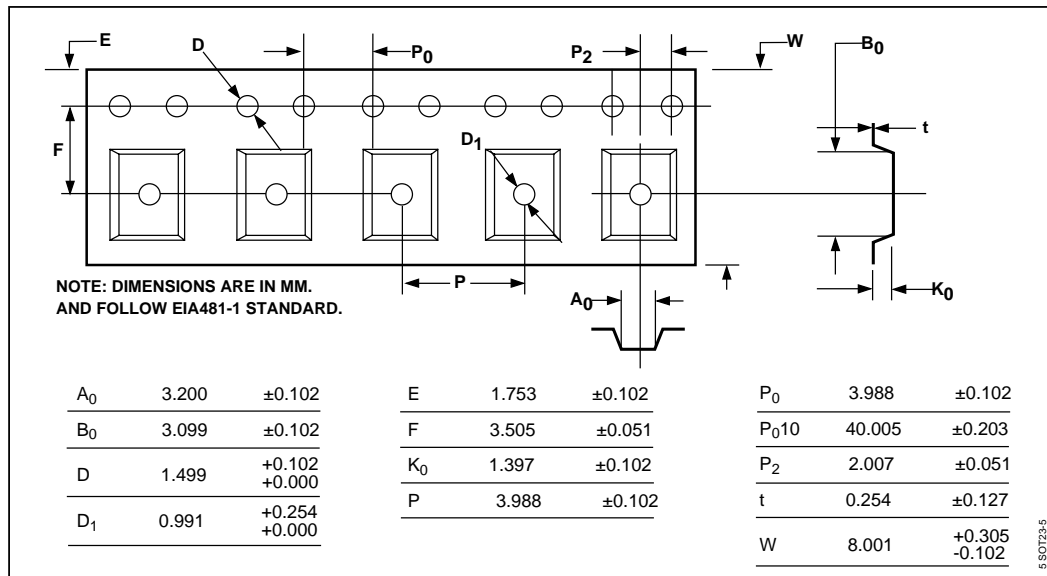 E
D
P0
P2
W
B0
t
F
D1
NOTE: DIMENSIONS ARE IN MM.
AND FOLLOW EIA481-1 STANDARD.
P
A0
K0
A0 3.200 ±0.102
B0 3.099 ±0.102
D 1.499 +0.102
+0.000
D1 0.991 +0.254
+0.000
E 1.753 ±0.102
F 3.505 ±0.051
K0 1.397 ±0.102
P 3.988 ±0.102
P0 3.988 ±0.102
P010 40.005 ±0.203
P2 2.007 ±0.051
t 0.254 ±0.127
W 8.001 +0.305
-0.102
5 SOT23-5